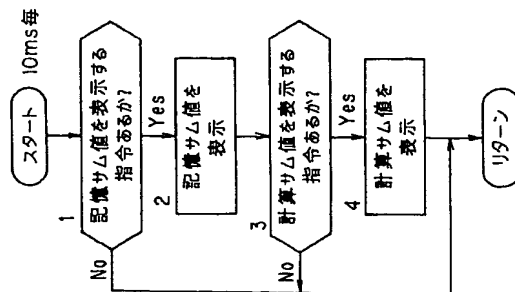 スタート
10ms毎
1
記憶サム値を表示する
指令あるか?
No
Yes
2
記憶サム値を
表示
3
計算サム値を表示する
指令あるか?
No
Yes
4
計算サム値を
表示
リターン